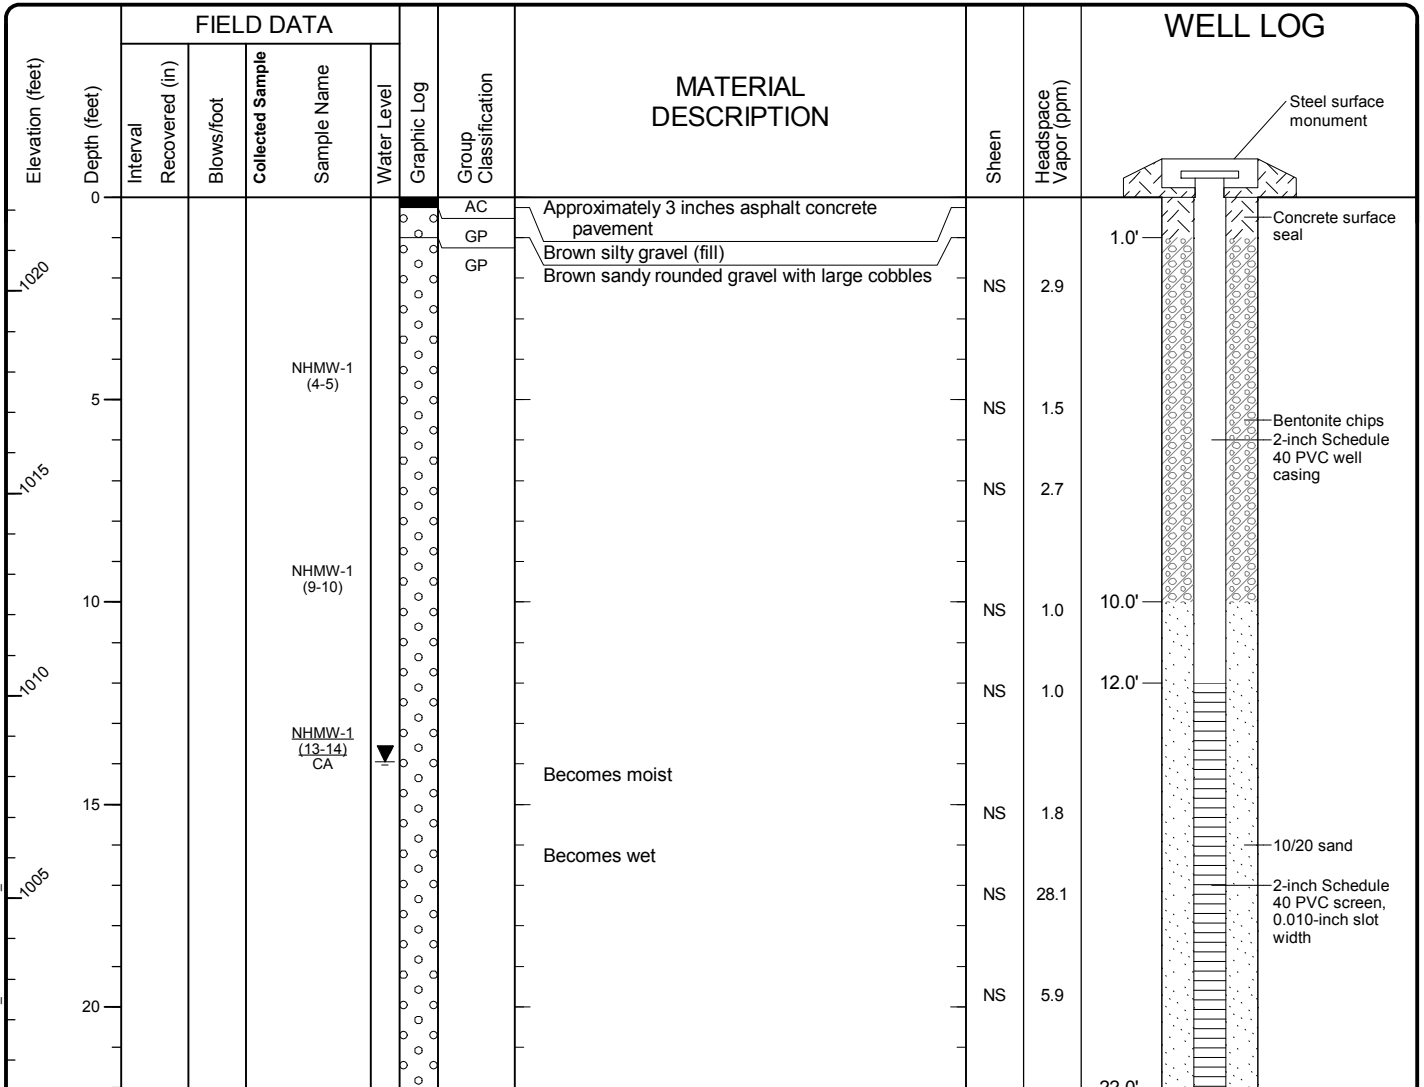 FIELD DATA
WELL LOG
Elevation (feet)
Depth (feet)
Interval
Recovered (in)
Blows/foot
Collected Sample
Sample Name
Water Level
Graphic Log
Group
Classification
MATERIAL
DESCRIPTION
Sheen
Headspace
Vapor (ppm)
Steel surface
monument
0
AC
Approximately 3 inches asphalt concrete
pavement
Concrete surface
seal
GP
Brown silty gravel (fill)
1.0'
GP
Brown sandy rounded gravel with large cobbles
1020
NS
2.9
NHMW-1
(4-5)
5
NS
1.5
Bentonite chips
2-inch Schedule
40 PVC well
casing
1015
NS
2.7
NHMW-1
(9-10)
10
NS
1.0
10.0'
1010
NS
1.0
12.0'
NHMW-1
(13-14)
CA
Becomes moist
15
NS
1.8
Becomes wet
10/20 sand
1005
NS
28.1
2-inch Schedule
40 PVC screen,
0.010-inch slot
width
NS
5.9
20
22.0'